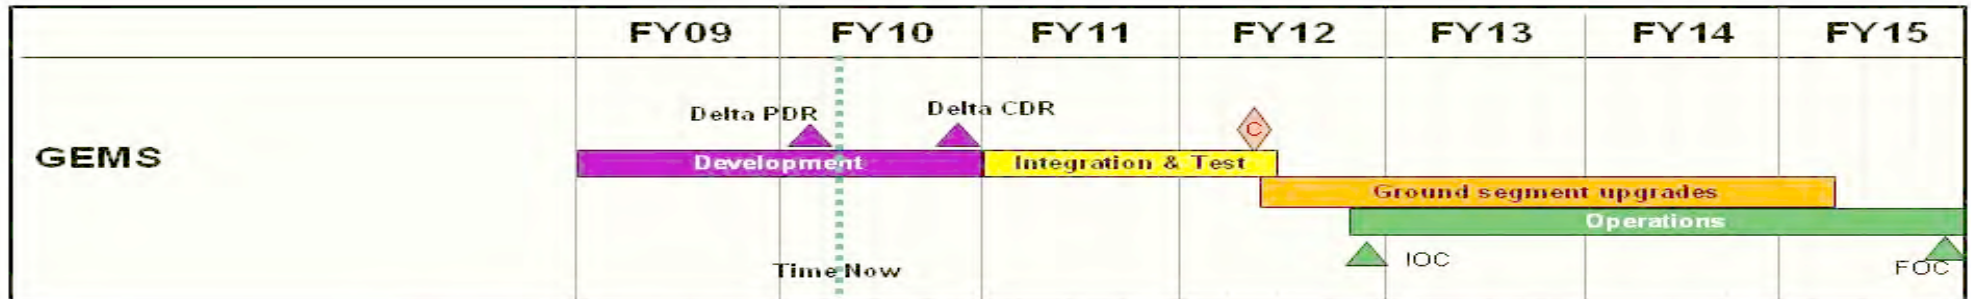 FY09 FY10 FY11 FY12 FY13 FY14 FY15
Delta PDR Delta CDR
C
GEMS
Development Integration & Test
Ground segment upgrades
Operations
IOC FOC
Time Now